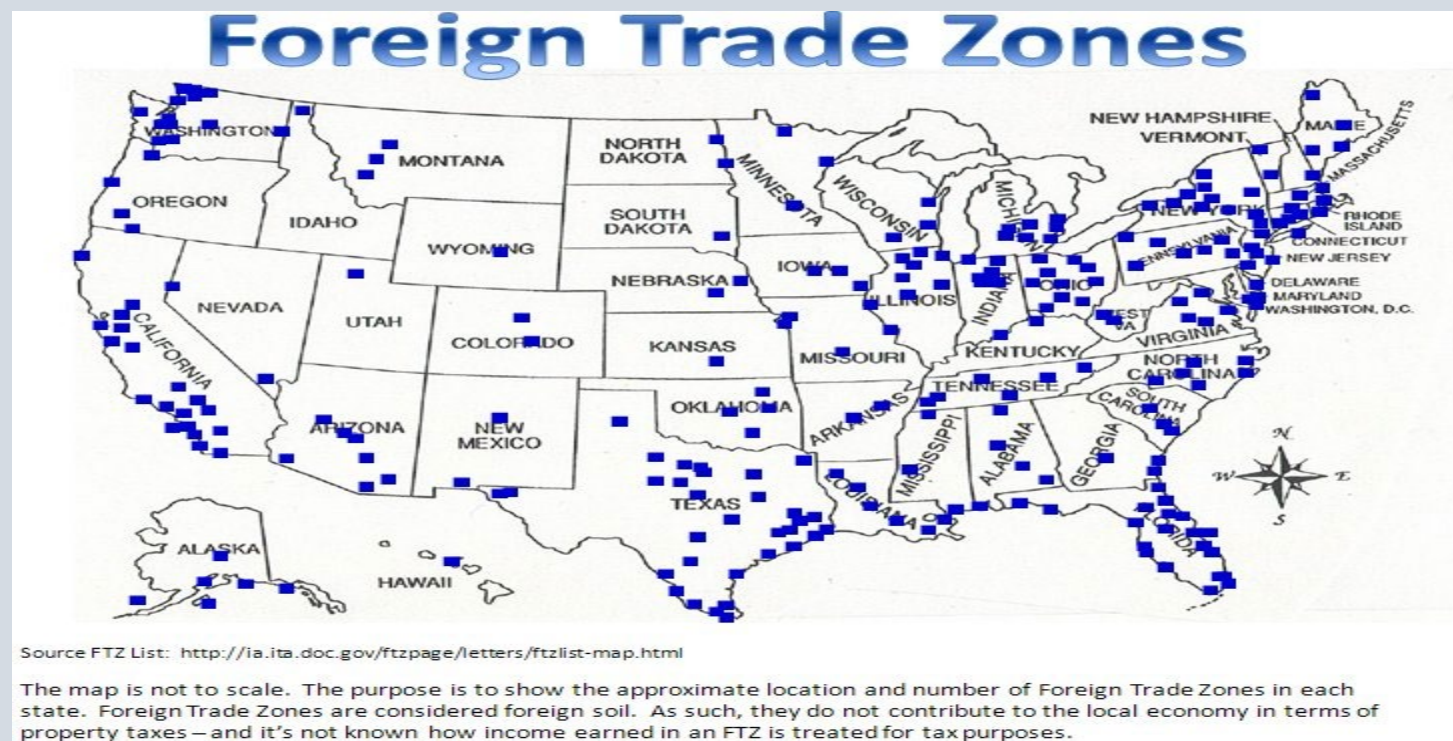 Foreign Trade Zones
NEW HAMPSHIRE
VERMONT
MAINE
MASSACHUSETTS
WASHINGTON
MONTANA
NORTH
DAKOTA
MINNESOTA
OREGON
IDAHO
WYOMING
SOUTH
DAKOTA
WISCONSIN
MICHIGAN
NEW YORK
RHODE
ISLAND
CONNECTICUT
NEW JERSEY
PENNSYLVANIA
DELAWARE
MARYLAND
WASHINGTON, D.C.
NEVADA
UTAH
COLORADO
NEBRASKA
IOWA
ILLINOIS
INDIANA
OHIO
WEST
VA
VIRGINIA
CALIFORNIA
KANSAS
MISSOURI
KENTUCKY
NORTH
CAROLINA
TENNESSEE
SOUTH
CAROLINA
ARIZONA
NEW
MEXICO
OKLAHOMA
ARKANSAS
MISSISSIPPI
ALABAMA
GEORGIA
TEXAS
LOUISIANA
FLORIDA
N
W
E
S
ALASKA
HAWAII
Source FTZ List: http://ia.ita.doc.gov/ftzpage/letters/ftzlist-map.html
The map is not to scale. The purpose is to show the approximate location and number of Foreign Trade Zones in each
state. Foreign Trade Zones are considered foreign soil. As such, they do not contribute to the local economy in terms of
property taxes – and it's not known how income earned in an FTZ is treated for tax purposes.